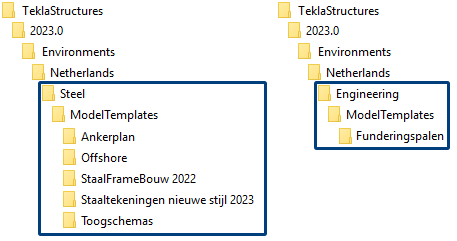 TeklaStructures
2023.0
Environments
Netherlands
Steel
ModelTemplates
Ankerplan
Offshore
StaalFrameBouw 2022
Staaltekeningen nieuwe stijl 2023
Toogschemas
TeklaStructures
2023.0
Environments
Netherlands
Engineering
ModelTemplates
Funderingspalen